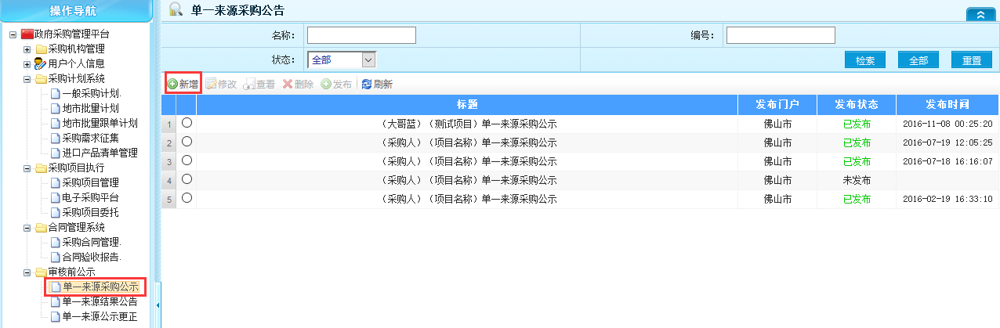 操作导航
政府采购管理平台
采购机构管理
用户个人信息
采购计划系统
一般采购计划.
地市批量计划
地市批量跟单计划
采购需求征集
进口产品清单管理
采购项目执行
采购项目管理
电子采购平台
采购项目委托
合同管理系统
采购合同管理.
合同验收报告.
审核前公示
单一来源采购公示
单一来源结果公告
单一来源公示更正
单一来源采购公告
名称： 编号：
状态： 全部 检索 全部 重置
新增 修改 查看 删除 发布 刷新
标题 发布门户 发布状态 发布时间
1 （大哥蓝）（测试项目）单一来源采购公示 佛山市 已发布 2016-11-08 00:25:20
2 （采购人）（项目名称）单一来源采购公示 佛山市 已发布 2016-07-19 12:05:25
3 （采购人）（项目名称）单一来源采购公示 佛山市 已发布 2016-07-18 16:16:07
4 （采购人）（项目名称）单一来源采购公示 佛山市 未发布
5 （采购人）（项目名称）单一来源采购公示 佛山市 已发布 2016-02-19 16:33:10